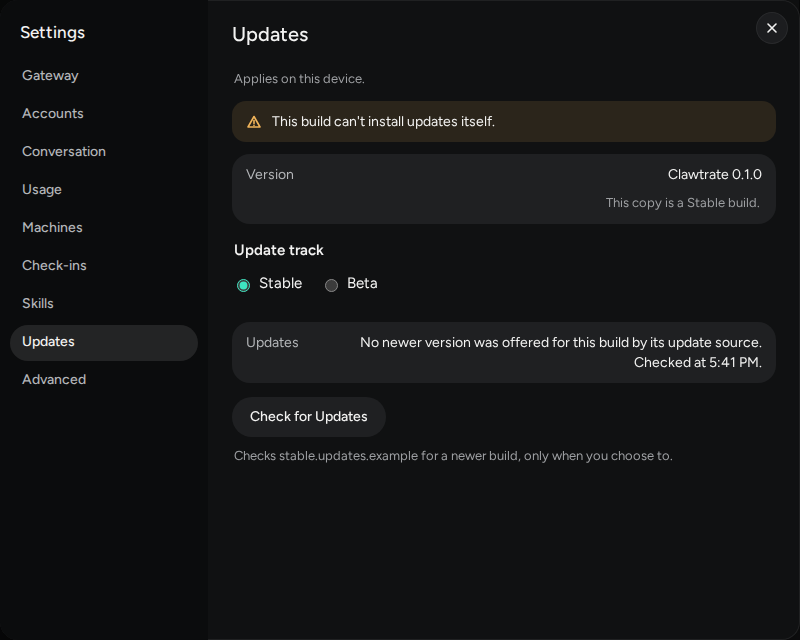 Settings
Gateway
Accounts
Conversation
Usage
Machines
Check-ins
Skills
Updates
Advanced
Updates
Applies on this device.
This build can't install updates itself.
Version
Clawtrate 0.1.0
This copy is a Stable build.
Update track
Stable
Beta
Updates
No newer version was offered for this build by its update source.
Checked at 5:41 PM.
Check for Updates
Checks stable.updates.example for a newer build, only when you choose to.